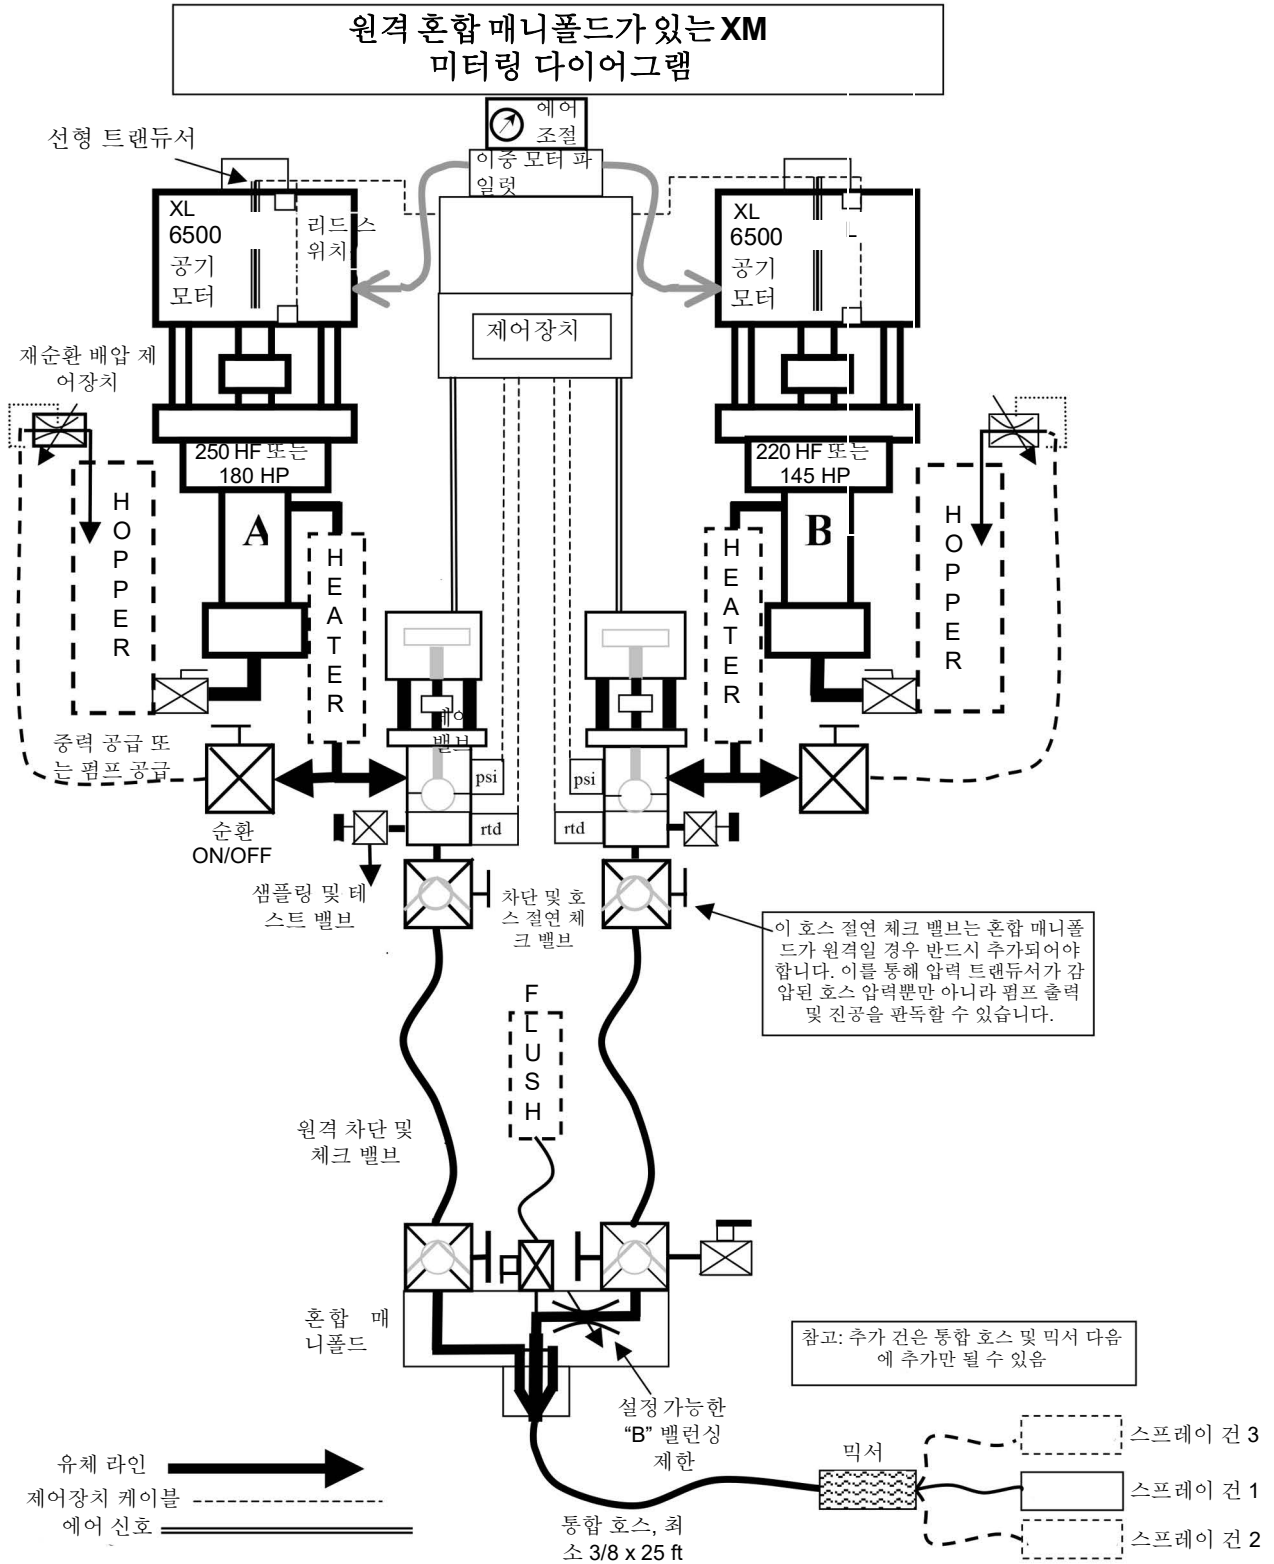 원격 혼합 매니폴드가 있는 XM
미터링 다이어그램
에어
조절
선형 트랜듀서
이중 모터 파
일럿
XL
6500
공기
모터
리드 스
위치
XL
6500
공기
모터
제어장치
재순환 배압 제
어장치
250 HF 또는
180 HP
220 HF 또는
145 HP
HOPPER
A
HEATER
HEATER
B
HOPPER
밸브
중력 공급 또
는 펌프 공급
psi
psi
순환
ON/OFF
rtd
rtd
샘플링 및 테
스트 밸브
차단 및 호
스 절연 체
크 밸브
이 호스 절연 체크 밸브는 혼합 매니폴
드가 원격일 경우 반드시 추가되어야
합니다. 이를 통해 압력 트랜듀서가 감
압된 호스 압력뿐만 아니라 펌프 출력
및 진공을 판독할 수 있습니다.
FLUSH
원격 차단 및
체크 밸브
혼합 매
니폴드
참고: 추가 건은 통합 호스 및 믹서 다음
에 추가만 될 수 있음
설정 가능한
“B” 밸런싱
제한
믹서
스프레이 건 3
스프레이 건 1
스프레이 건 2
유체 라인
제어장치 케이블
에어 신호
통합 호스, 최
소 3/8 x 25 ft